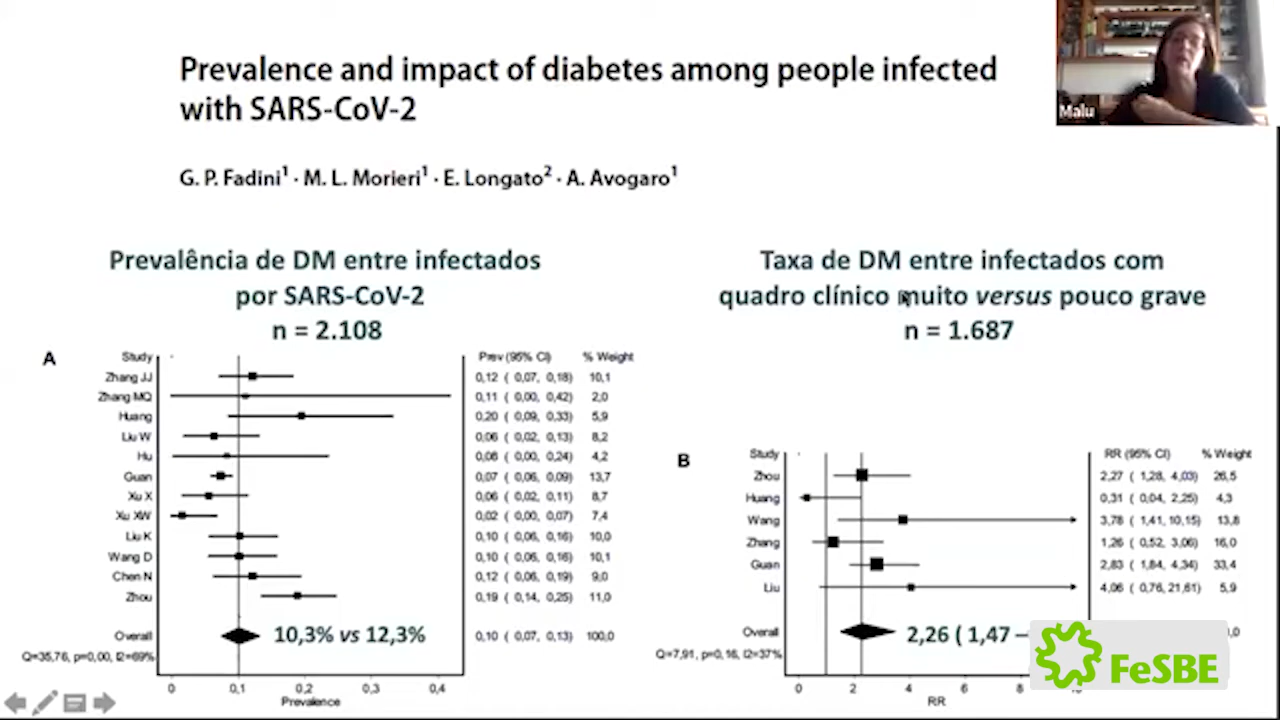 Prevalence and impact of diabetes among people infected
with SARS-CoV-2
Malu
G. P. Fadini¹ · M. L. Morieri¹ · E. Longato² · A. Avogaro¹
Prevalência de DM entre infectados
por SARS-CoV-2
n = 2.108
A
Study Prev (95% CI) % Weight
Zhang JJ 0,12 ( 0,07, 0,18) 10,1
Zhang MQ 0,11 ( 0,00, 0,42) 2,0
Huang 0,20 ( 0,09, 0,33) 5,9
Liu W 0,06 ( 0,02, 0,13) 8,2
Hu 0,08 ( 0,00, 0,24) 4,2
Guan 0,07 ( 0,06, 0,09) 13,7
Xu X 0,06 ( 0,02, 0,11) 8,7
Xu XW 0,02 ( 0,00, 0,07) 7,4
Liu K 0,10 ( 0,06, 0,16) 10,0
Wang D 0,10 ( 0,06, 0,16) 10,1
Chen N 0,12 ( 0,06, 0,19) 9,0
Zhou 0,19 ( 0,14, 0,25) 11,0
Overall 10,3% vs 12,3% 0,10 ( 0,07, 0,13) 100,0
Q=35,76, p=0,00, I2=69%
0 0,1 0,2 0,3 0,4
Prevalence
Taxa de DM entre infectados com
quadro clínico muito versus pouco grave
n = 1.687
B
Study RR (95% CI) % Weight
Zhou 2,27 ( 1,28, 4,03) 26,5
Huang 0,31 ( 0,04, 2,25) 4,3
Wang 3,78 ( 1,41, 10,15) 13,8
Zhang 1,26 ( 0,52, 3,06) 16,0
Guan 2,83 ( 1,84, 4,34) 33,4
Liu 4,06 ( 0,76, 21,61) 5,9
Overall 2,26 ( 1,47 –
Q=7,91, p=0,16, I2=37%
0 2 4 6 8
RR
FeSBE